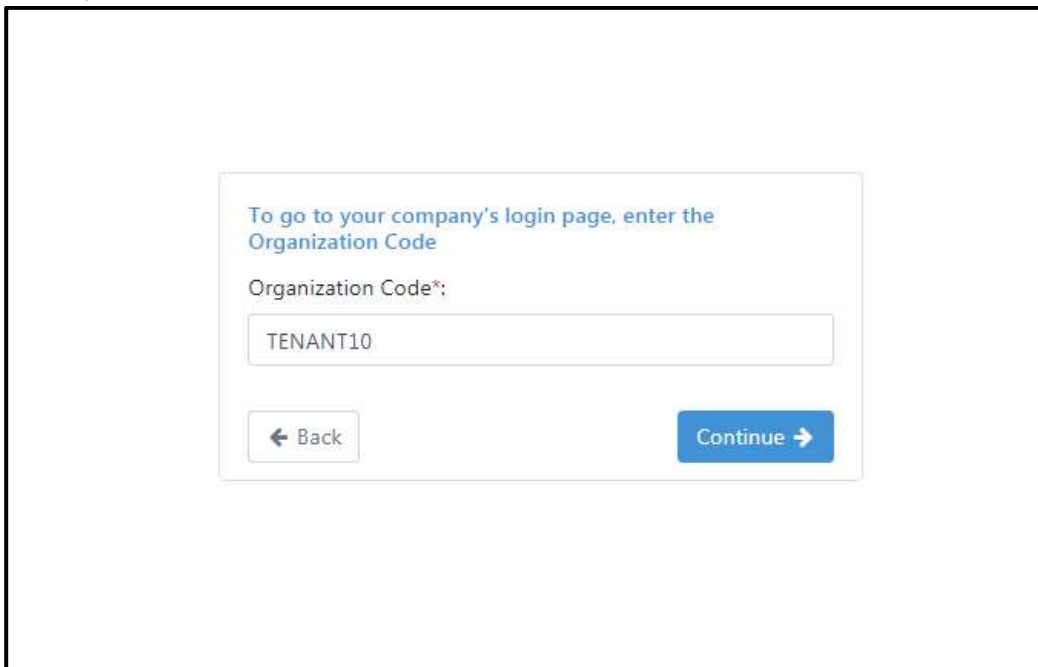 To go to your company's login page, enter the
Organization Code
Organization Code*:
TENANT10
Back
Continue